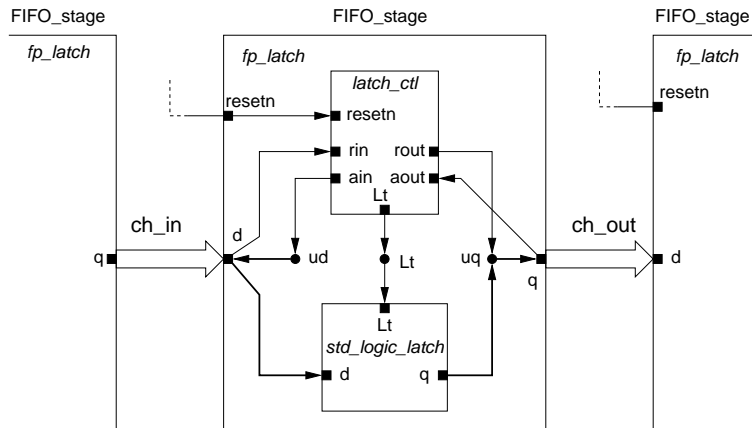 FIFO_stage FIFO_stage FIFO_stage
fp_latch fp_latch fp_latch
latch_ctl
resetn resetn resetn
rin rout
ain aout
Lt
ch_in d ch_out
q ud Lt uq q d
Lt
std_logic_latch
d q